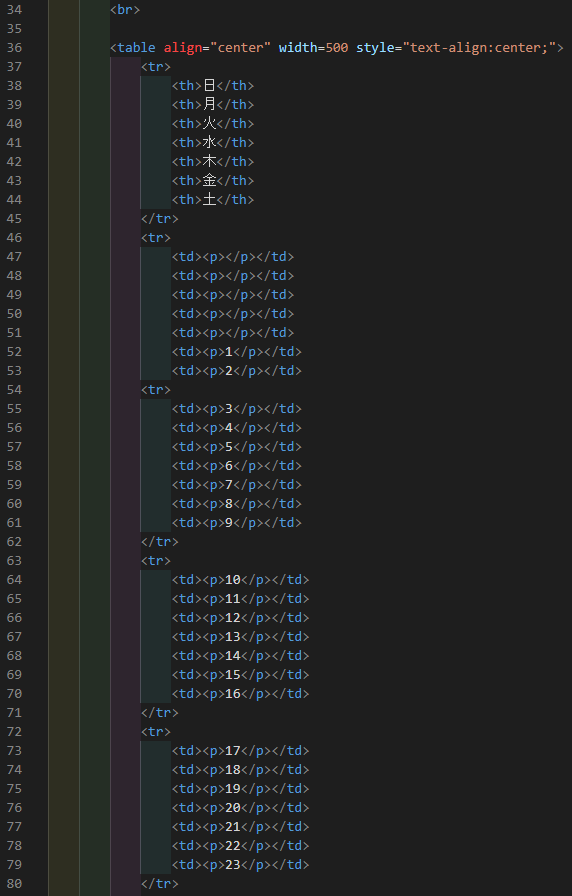 34 <br>
35
36 <table align="center" width=500 style="text-align:center;">
37 <tr>
38 <th>日</th>
39 <th>月</th>
40 <th>火</th>
41 <th>水</th>
42 <th>木</th>
43 <th>金</th>
44 <th>土</th>
45 </tr>
46 <tr>
47 <td><p></p></td>
48 <td><p></p></td>
49 <td><p></p></td>
50 <td><p></p></td>
51 <td><p></p></td>
52 <td><p>1</p></td>
53 <td><p>2</p></td>
54 <tr>
55 <td><p>3</p></td>
56 <td><p>4</p></td>
57 <td><p>5</p></td>
58 <td><p>6</p></td>
59 <td><p>7</p></td>
60 <td><p>8</p></td>
61 <td><p>9</p></td>
62 </tr>
63 <tr>
64 <td><p>10</p></td>
65 <td><p>11</p></td>
66 <td><p>12</p></td>
67 <td><p>13</p></td>
68 <td><p>14</p></td>
69 <td><p>15</p></td>
70 <td><p>16</p></td>
71 </tr>
72 <tr>
73 <td><p>17</p></td>
74 <td><p>18</p></td>
75 <td><p>19</p></td>
76 <td><p>20</p></td>
77 <td><p>21</p></td>
78 <td><p>22</p></td>
79 <td><p>23</p></td>
80 </tr>